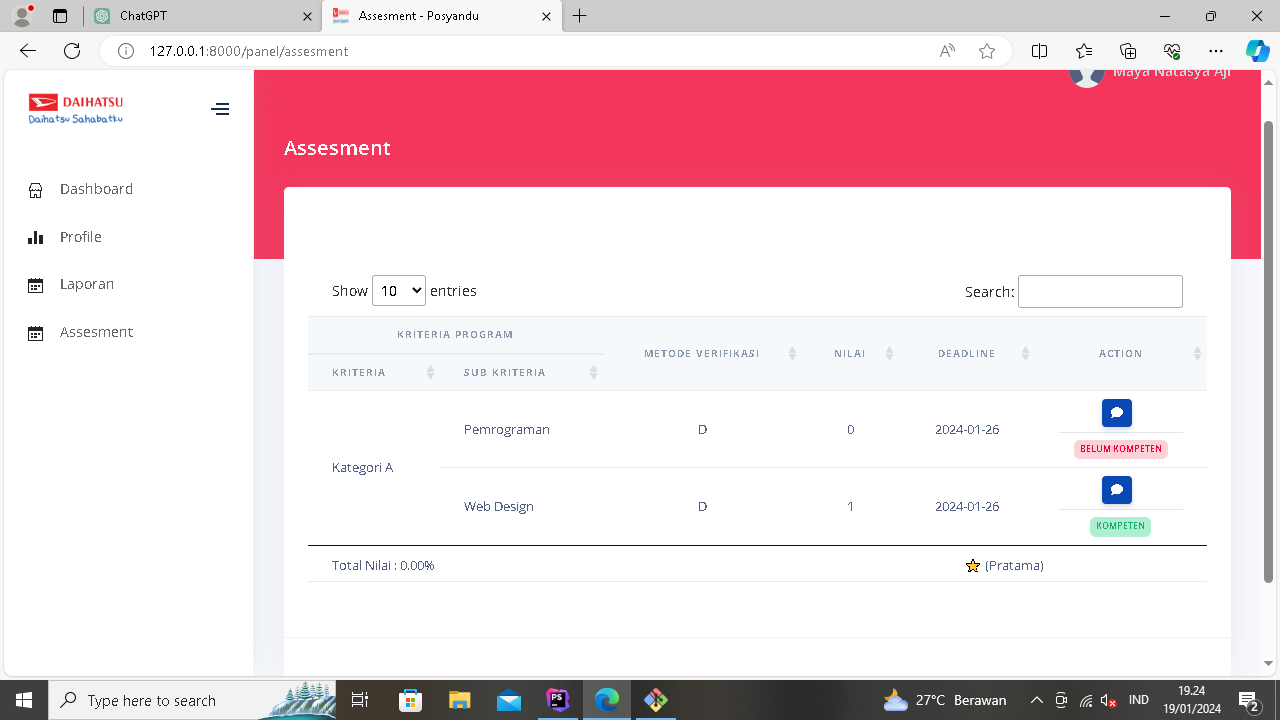 ChatGPT
Assesment - Posyandu
127.0.0.1:8000/panel/assesment
DAIHATSU
Daihatsu Sahabatku
Maya Natasya Aji
Assesment
Dashboard
Profile
Laporan
Assesment
Show 10 entries
Search:
KRITERIA PROGRAM
METODE VERIFIKASI NILAI DEADLINE ACTION
KRITERIA SUB KRITERIA
Kategori A
Pemrograman D 0 2024-01-26
BELUM KOMPETEN
Web Design D 1 2024-01-26
KOMPETEN
Total Nilai : 0.00% (Pratama)
Type here to search
27°C Berawan
IND
19.24
19/01/2024
2